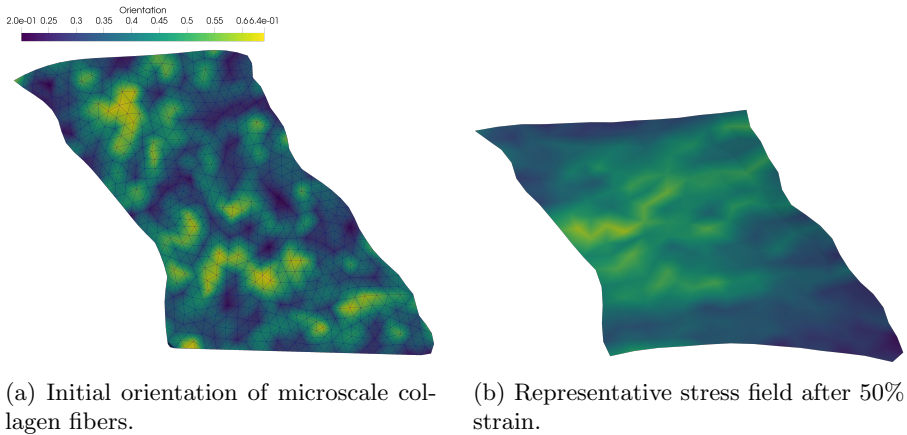 Orientation
2.0e-01 0.25 0.3 0.35 0.4 0.45 0.5 0.55 0.66.4e-01
(a) Initial orientation of microscale col-
lagen fibers.
(b) Representative stress field after 50%
strain.